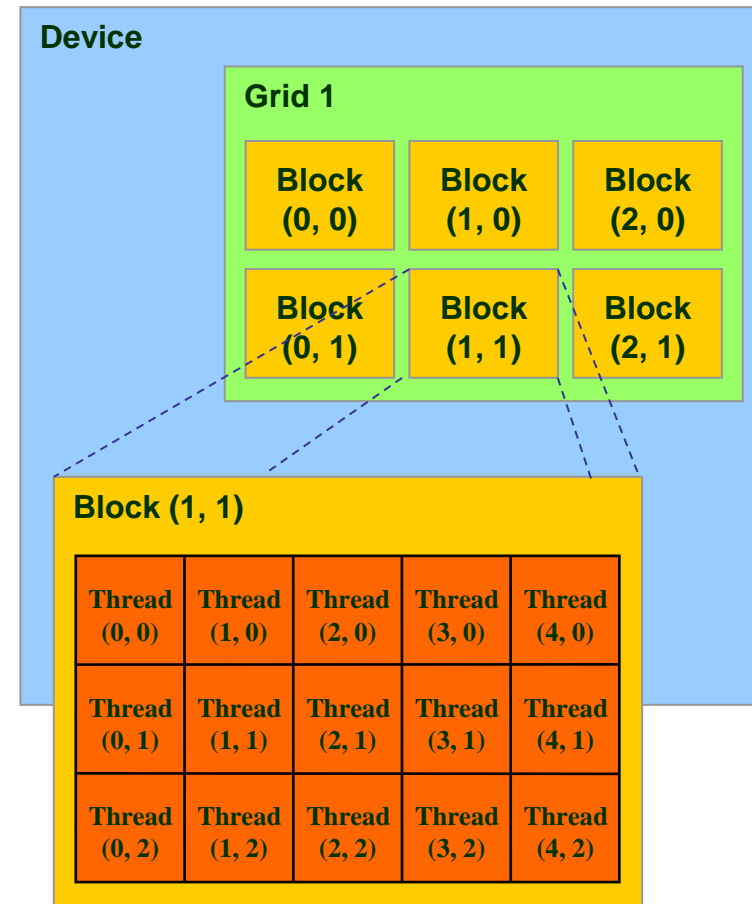 Device
Grid 1
Block
(0, 0)
Block
(1, 0)
Block
(2, 0)
Block
(0, 1)
Block
(1, 1)
Block
(2, 1)
Block (1, 1)
Thread
(0, 0)
Thread
(1, 0)
Thread
(2, 0)
Thread
(3, 0)
Thread
(4, 0)
Thread
(0, 1)
Thread
(1, 1)
Thread
(2, 1)
Thread
(3, 1)
Thread
(4, 1)
Thread
(0, 2)
Thread
(1, 2)
Thread
(2, 2)
Thread
(3, 2)
Thread
(4, 2)